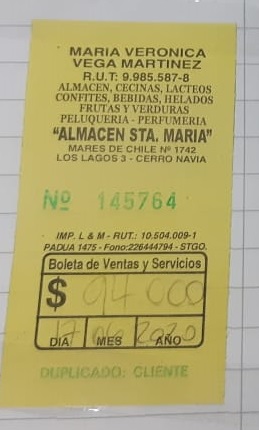 MARIA VERONICA
VEGA MARTINEZ
R.U.T: 9.985.587-8
ALMACEN, CECINAS, LACTEOS
CONFITES, BEBIDAS, HELADOS
FRUTAS Y VERDURAS
PELUQUERIA - PERFUMERIA
"ALMACEN STA. MARIA"
MARES DE CHILE Nº 1742
LOS LAGOS 3 - CERRO NAVIA
Nº 145764
IMP. L & M - RUT.: 10.504.009-1
PADUA 1475 - Fono:226444794 - STGO.
Boleta de Ventas y Servicios
$ 94 000
17 06 2020
DIA MES AÑO
DUPLICADO: CLIENTE